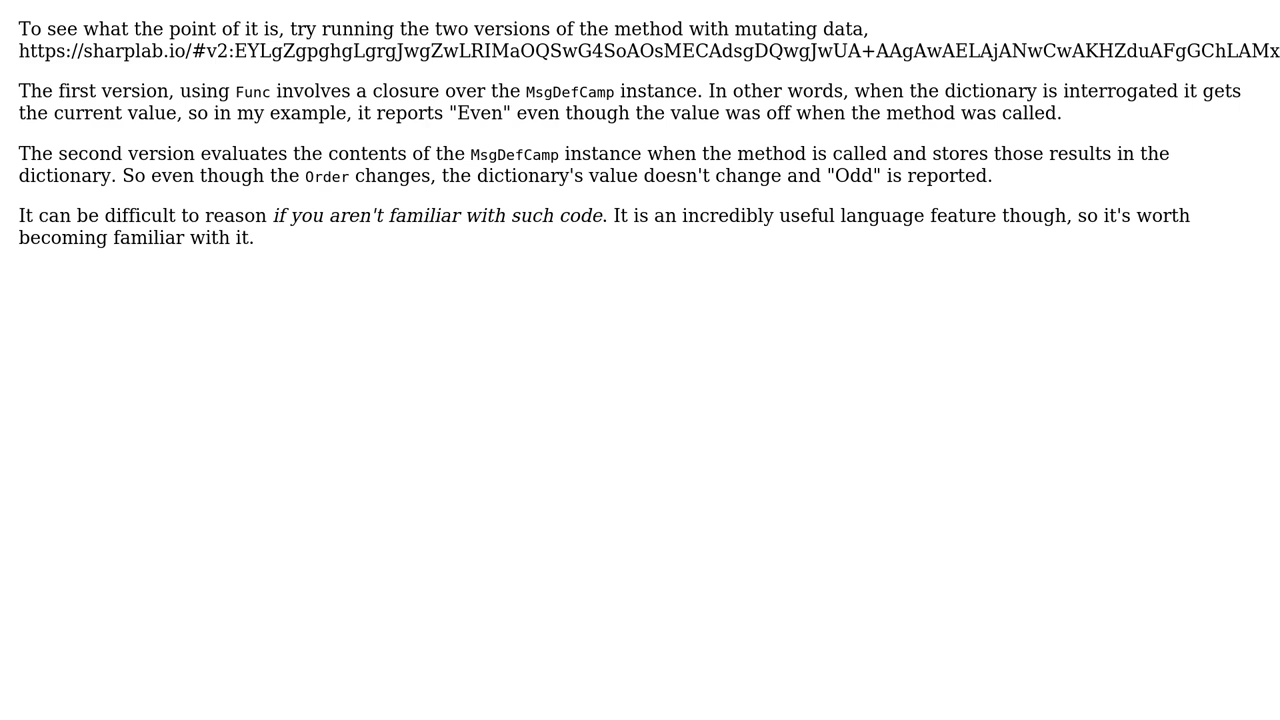 To see what the point of it is, try running the two versions of the method with mutating data,
https://sharplab.io/#v2:EYLgZgpghgLgrgJwgZwLRIMaOQSwG4SoAOsMECAdsgDQwgJwUA+AAgAwAELAjANwCwAKHZduAFgGChLAMx
The first version, using Func involves a closure over the MsgDefCamp instance. In other words, when the dictionary is interrogated it gets
the current value, so in my example, it reports "Even" even though the value was off when the method was called.
The second version evaluates the contents of the MsgDefCamp instance when the method is called and stores those results in the
dictionary. So even though the Order changes, the dictionary's value doesn't change and "Odd" is reported.
It can be difficult to reason if you aren't familiar with such code. It is an incredibly useful language feature though, so it's worth
becoming familiar with it.